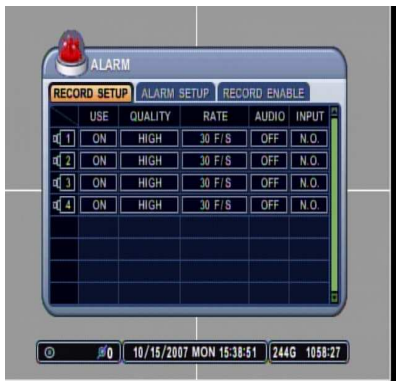 ALARM
RECORD SETUP ALARM SETUP RECORD ENABLE
USE QUALITY RATE AUDIO INPUT
1 ON HIGH 30 F/S OFF N.O.
2 ON HIGH 30 F/S OFF N.O.
3 ON HIGH 30 F/S OFF N.O.
4 ON HIGH 30 F/S OFF N.O.
0 10/15/2007 MON 15:38:51 244G 1058:27